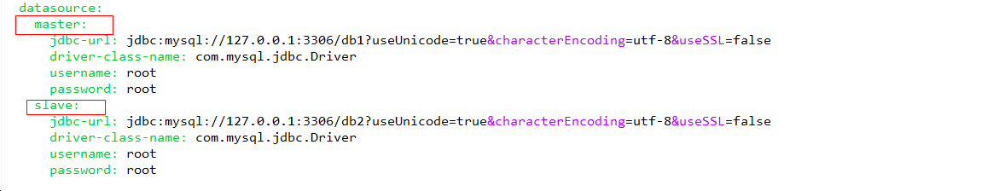 datasource:
master:
jdbc-url: jdbc:mysql://127.0.0.1:3306/db1?useUnicode=true&characterEncoding=utf-8&useSSL=false
driver-class-name: com.mysql.jdbc.Driver
username: root
password: root
slave:
jdbc-url: jdbc:mysql://127.0.0.1:3306/db2?useUnicode=true&characterEncoding=utf-8&useSSL=false
driver-class-name: com.mysql.jdbc.Driver
username: root
password: root